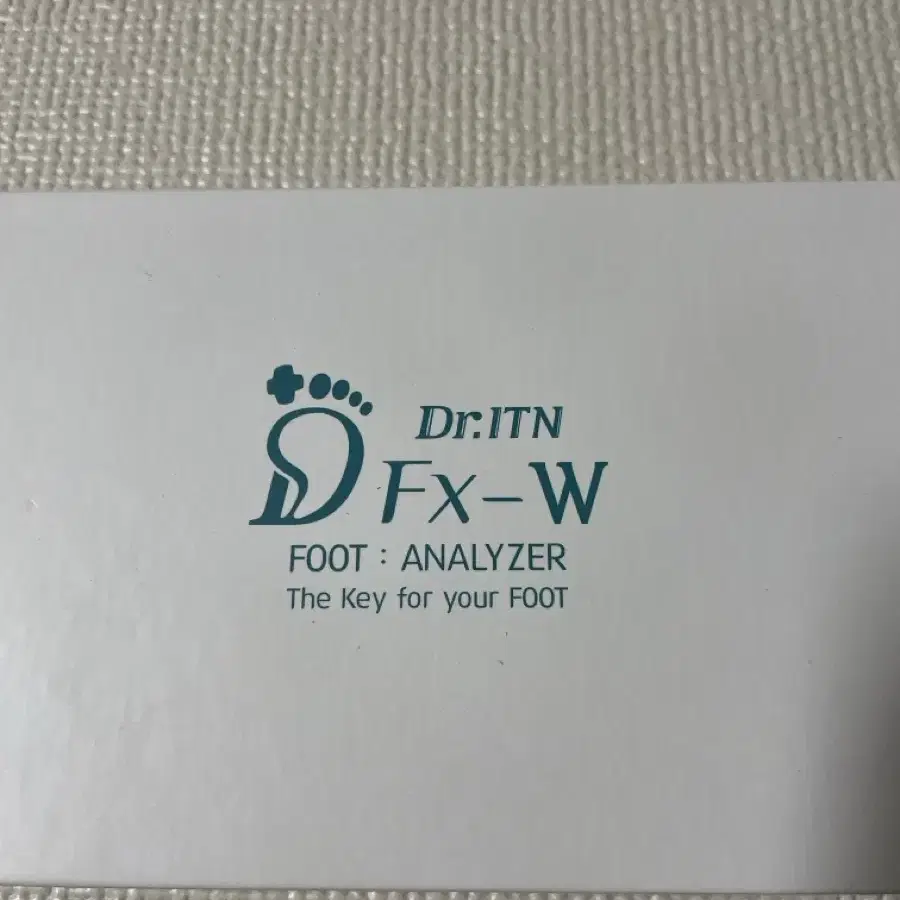 Dr.ITN
Fx-W
FOOT : ANALYZER
The Key for your FOOT